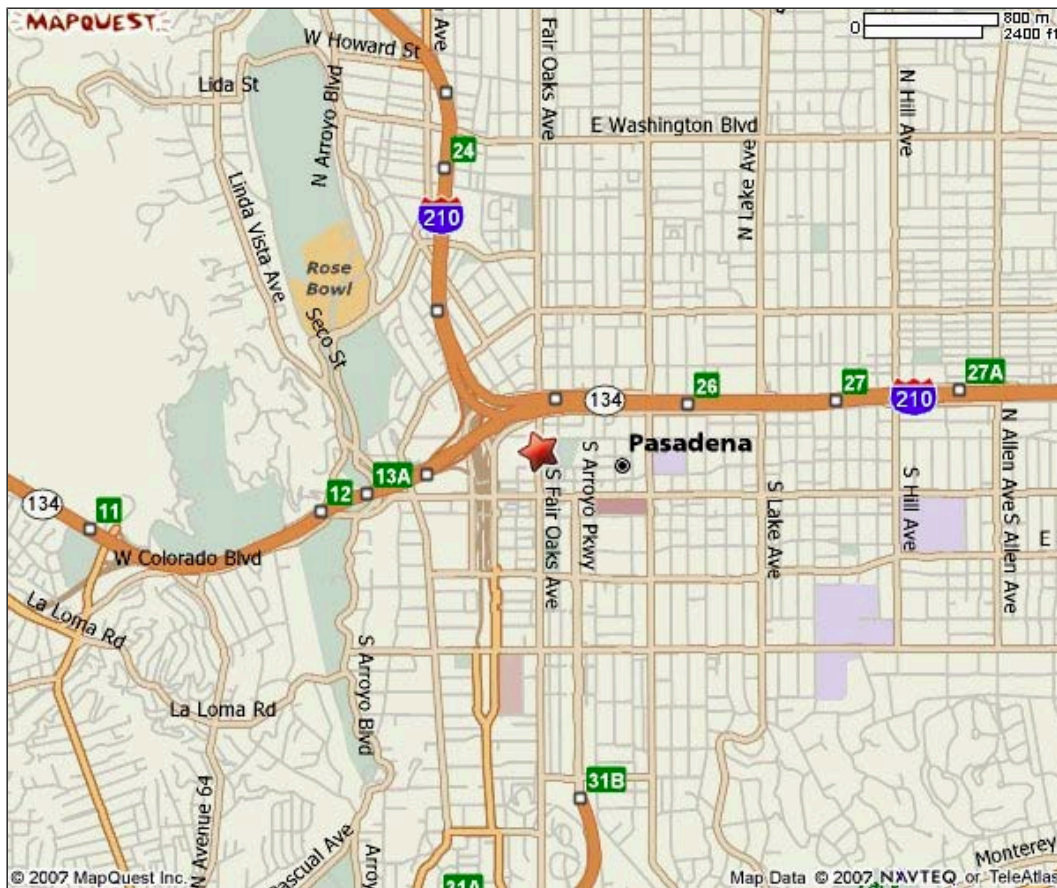 MAPQUEST
800 m
0
2400 ft
W Howard St
Ave
Fair Oaks Ave
Lida St
N Arroyo Blvd
N Hill Ave
E Washington Blvd
24
N Lake Ave
Linda Vista Ave
210
Rose
Bowl
Seco St
27A
134
26
27
210
Pasadena
N Allen Ave
S Arroyo Pkwy
13A
S Fair Oaks Ave
S Lake Ave
S Hill Ave
12
134
11
S Allen Ave
E
W Colorado Blvd
La Loma Rd
S Arroyo Blvd
La Loma Rd
31B
N Avenue 64
Arroyo
Monterey
31A
© 2007 MapQuest Inc.
Map Data © 2007 NAVTEQ or TeleAtlas